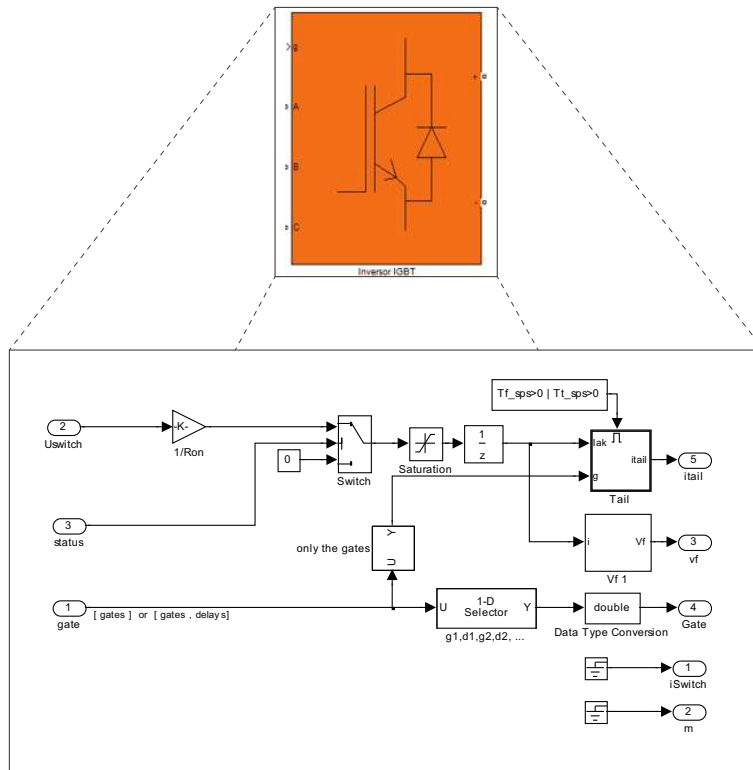 g
A
B
C
+
-
Inversor IGBT
Tf_sps>0 | Tt_sps>0
2
Uswitch
-K-
1/Ron
0
Switch
Saturation
1
z
Iak
g
itail
Tail
5
itail
3
status
only the gates
U
Y
i
Vf
Vf 1
3
vf
1
gate
[ gates ] or [ gates , delays]
U
1-D
Selector
Y
g1,d1,g2,d2, ...
double
Data Type Conversion
4
Gate
1
iSwitch
2
m